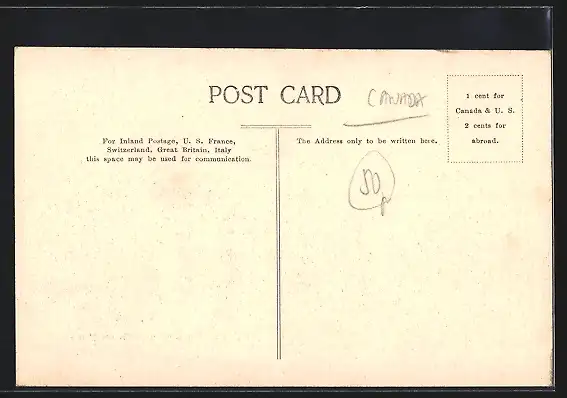 POST CARD
CANADA
1 cent for
Canada & U. S.
2 cents for
abroad.
For Inland Postage, U. S. France,
Switzerland, Great Britain, Italy
this space may be used for communication.
The Address only to be written here.
50p